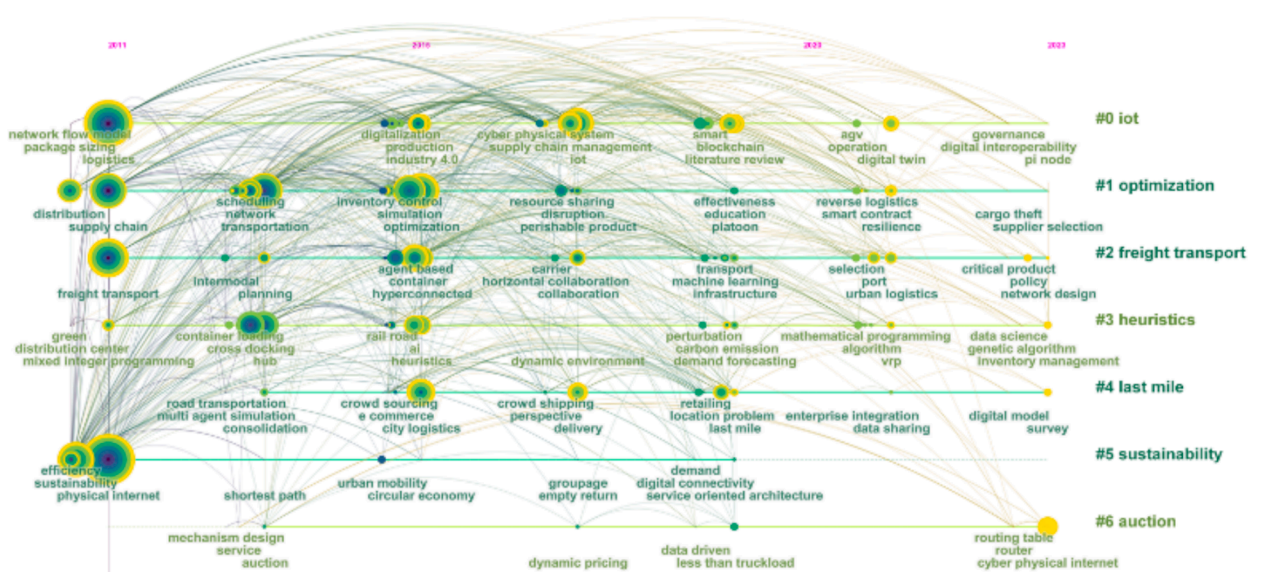 2011 2016 2020 2023
network flow model digitalization cyber physical system smart agv governance #0 iot
package sizing production supply chain management blockchain operation digital interoperability
logistics industry 4.0 iot literature review digital twin pi node
#1 optimization
scheduling inventory control resource sharing effectiveness reverse logistics
distribution network simulation disruption education smart contract cargo theft
supply chain transportation optimization perishable product platoon resilience supplier selection
#2 freight transport
agent based carrier transport selection critical product
intermodal container horizontal collaboration machine learning port policy
freight transport planning hyperconnected collaboration infrastructure urban logistics network design
#3 heuristics
green container loading rail road perturbation mathematical programming data science
distribution center cross docking ai carbon emission algorithm genetic algorithm
mixed integer programming hub heuristics dynamic environment demand forecasting vrp inventory management
#4 last mile
road transportation crowd sourcing crowd shipping retailing
multi agent simulation e commerce perspective location problem enterprise integration digital model
consolidation city logistics delivery last mile data sharing survey
#5 sustainability
efficiency demand
sustainability urban mobility groupage digital connectivity
physical internet shortest path circular economy empty return service oriented architecture
#6 auction
mechanism design routing table
service data driven router
auction dynamic pricing less than truckload cyber physical internet